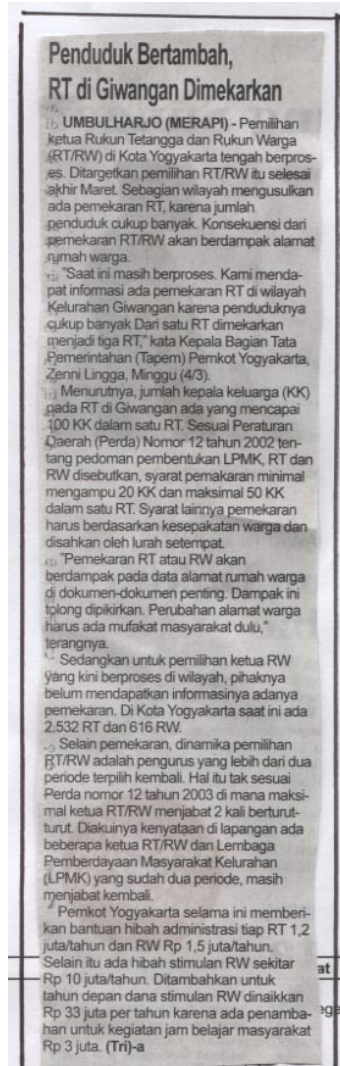 Penduduk Bertambah,
RT di Giwangan Dimekarkan
UMBULHARJO (MERAPI) - Pemilihan
ketua Rukun Tetangga dan Rukun Warga
(RT/RW) di Kota Yogyakarta tengah berpros-
es. Ditargetkan pemilihan RT/RW itu selesai
akhir Maret. Sebagian wilayah mengusulkan
ada pemekaran RT, karena jumlah
penduduk cukup banyak. Konsekuensi dari
pemekaran RT/RW akan berdampak alamat
rumah warga.
"Saat ini masih berproses. Kami menda-
pat informasi ada pemekaran RT di wilayah
Kelurahan Giwangan karena penduduknya
cukup banyak Dari satu RT dimekarkan
menjadi tiga RT," kata Kepala Bagian Tata
Pemerintahan (Tapem) Pemkot Yogyakarta,
Zenni Lingga, Minggu (4/3).
Menurutnya, jumlah kepala keluarga (KK)
pada RT di Giwangan ada yang mencapai
100 KK dalam satu RT. Sesuai Peraturan
Daerah (Perda) Nomor 12 tahun 2002 ten-
tang pedoman pembentukan LPMK, RT dan
RW disebutkan, syarat pemakaran minimal
mengampu 20 KK dan maksimal 50 KK
dalam satu RT. Syarat lainnya pemekaran
harus berdasarkan kesepakatan warga dan
disahkan oleh lurah setempat.
"Pemekaran RT atau RW akan
berdampak pada data alamat rumah warga
di dokumen-dokumen penting. Dampak ini
tolong dipikirkan. Perubahan alamat warga
harus ada mufakat masyarakat dulu,"
terangnya.
Sedangkan untuk pemilihan ketua RW
yang kini berproses di wilayah, pihaknya
belum mendapatkan informasinya adanya
pemekaran. Di Kota Yogyakarta saat ini ada
2.532 RT dan 616 RW.
Selain pemekaran, dinamika pemilihan
RT/RW adalah pengurus yang lebih dari dua
periode terpilih kembali. Hal itu tak sesuai
Perda nomor 12 tahun 2003 di mana maksi-
mal ketua RT/RW menjabat 2 kali berturut-
turut. Diakuinya kenyataan di lapangan ada
beberapa ketua RT/RW dan Lembaga
Pemberdayaan Masyarakat Kelurahan
(LPMK) yang sudah dua periode, masih
menjabat kembali.
Pemkot Yogyakarta selama ini memberi-
kan bantuan hibah administrasi tiap RT 1,2
juta/tahun dan RW Rp 1,5 juta/tahun.
Selain itu ada hibah stimulan RW sekitar
Rp 10 juta/tahun. Ditambahkan untuk
tahun depan dana stimulan RW dinaikkan
Rp 33 juta per tahun karena ada penamba-
han untuk kegiatan jam belajar masyarakat
Rp 3 juta. (Tri)-a
at